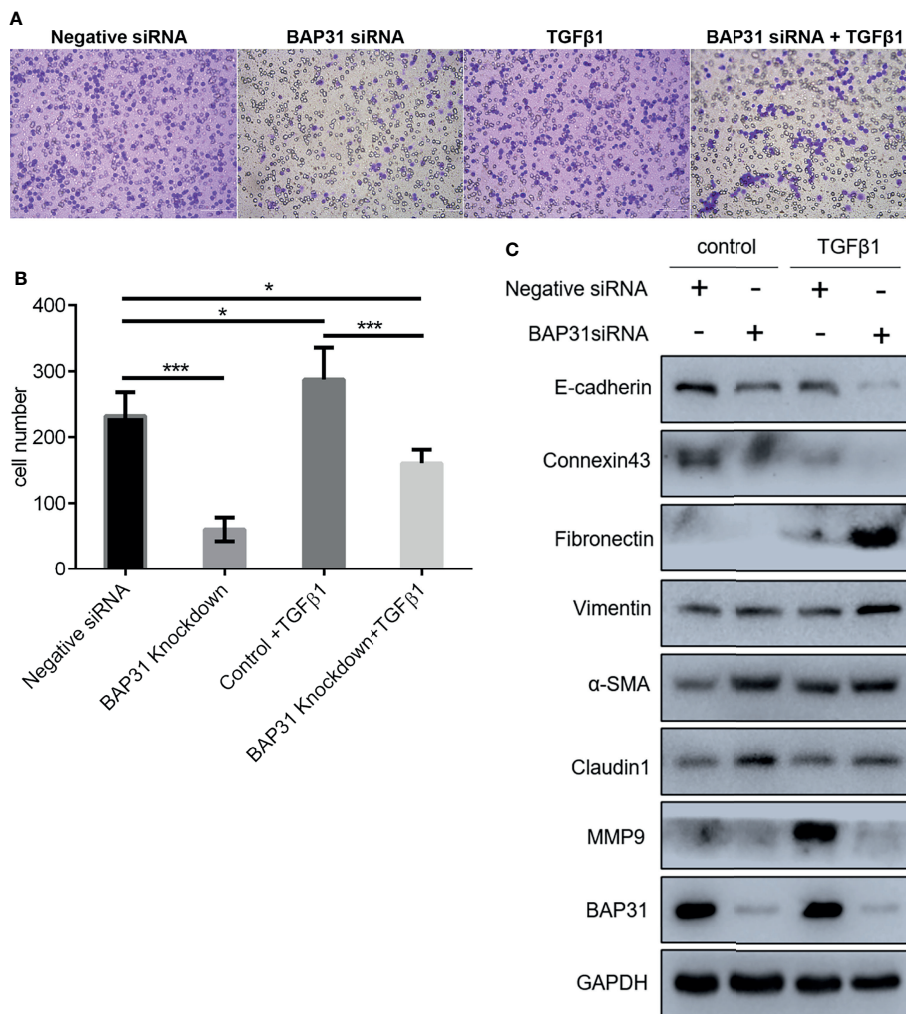 A
Negative siRNA BAP31 siRNA TGFβ1 BAP31 siRNA + TGFβ1
B
* 
* ***
***
400
300
200
100
0
cell number
Negative siRNA
BAP31 Knockdown
Control +TGFβ1
BAP31 Knockdown+TGFβ1
C
control TGFβ1
Negative siRNA + - + -
BAP31siRNA - + - +
E-cadherin
Connexin43
Fibronectin
Vimentin
α-SMA
Claudin1
MMP9
BAP31
GAPDH